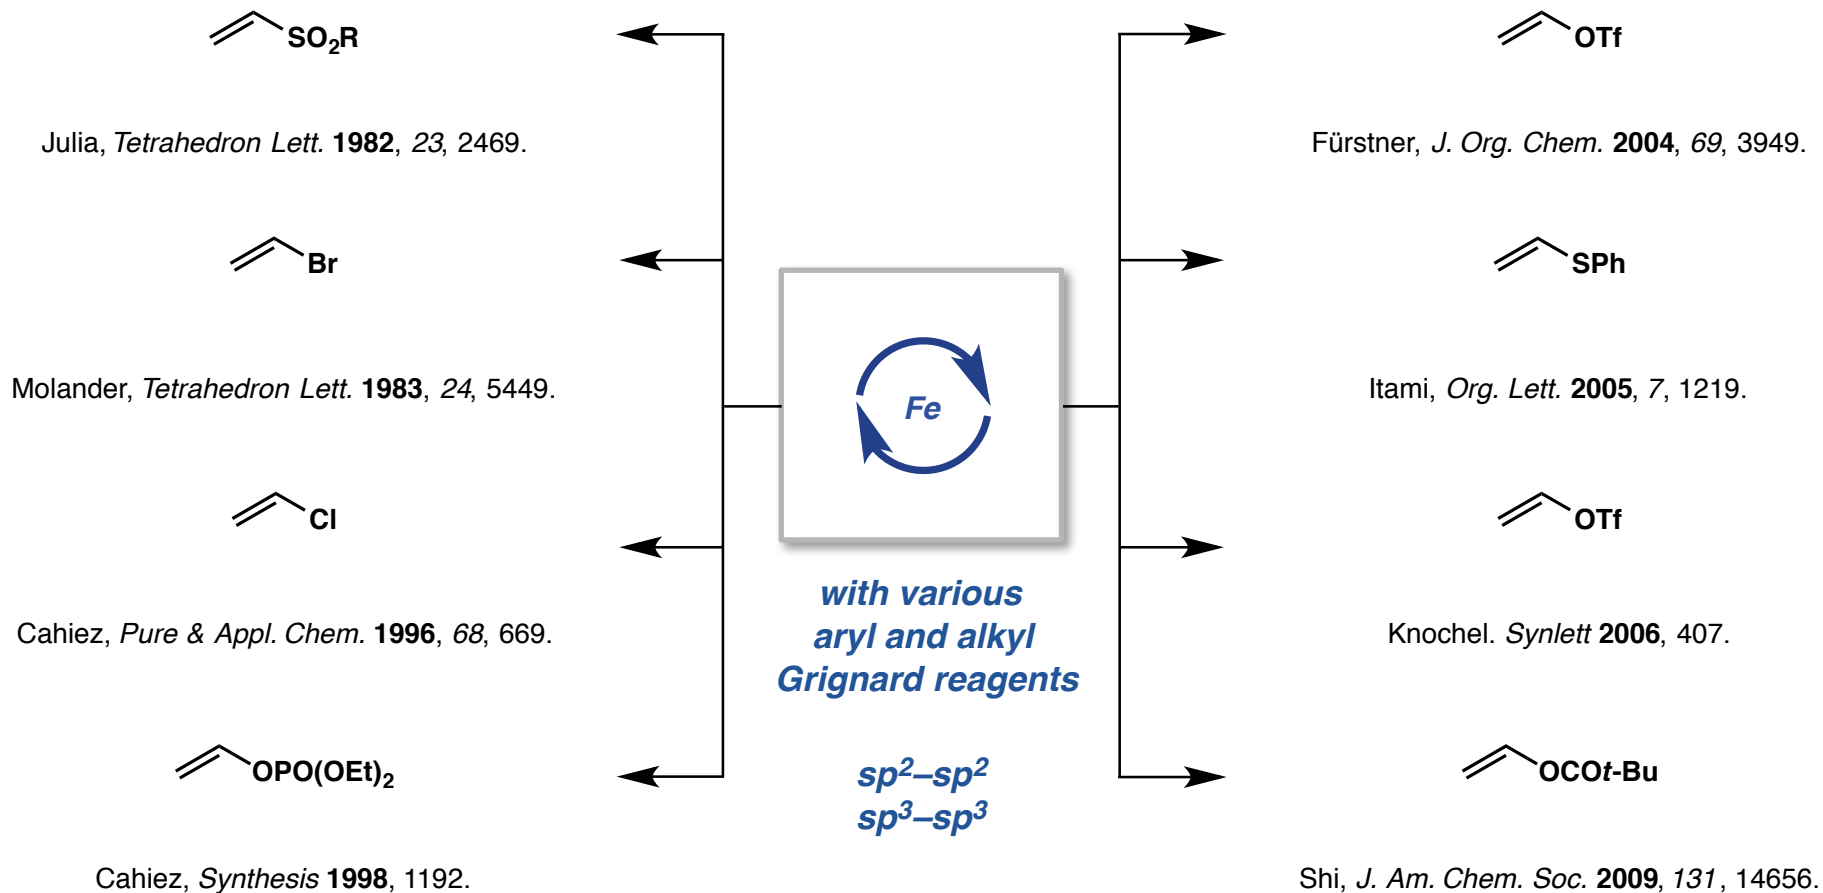 SO2R
Julia, Tetrahedron Lett. 1982, 23, 2469.
Br
Molander, Tetrahedron Lett. 1983, 24, 5449.
Cl
Cahiez, Pure & Appl. Chem. 1996, 68, 669.
OPO(OEt)2
Cahiez, Synthesis 1998, 1192.
Fe
with various
aryl and alkyl
Grignard reagents
sp2–sp2
sp3–sp3
OTf
Fürstner, J. Org. Chem. 2004, 69, 3949.
SPh
Itami, Org. Lett. 2005, 7, 1219.
OTf
Knochel. Synlett 2006, 407.
OCOt-Bu
Shi, J. Am. Chem. Soc. 2009, 131, 14656.